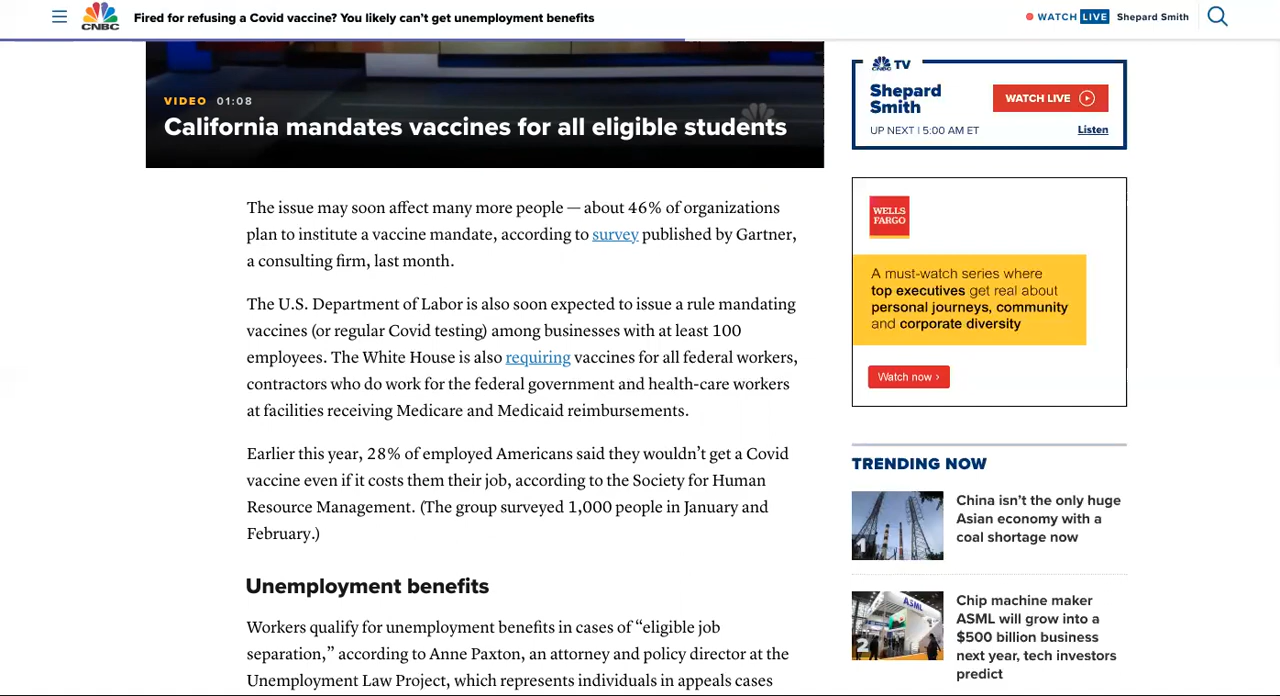 CNBC
Fired for refusing a Covid vaccine? You likely can’t get unemployment benefits
WATCH LIVE Shepard Smith
VIDEO 01:08
California mandates vaccines for all eligible students
The issue may soon affect many more people — about 46% of organizations
plan to institute a vaccine mandate, according to survey published by Gartner,
a consulting firm, last month.
The U.S. Department of Labor is also soon expected to issue a rule mandating
vaccines (or regular Covid testing) among businesses with at least 100
employees. The White House is also requiring vaccines for all federal workers,
contractors who do work for the federal government and health-care workers
at facilities receiving Medicare and Medicaid reimbursements.
Earlier this year, 28% of employed Americans said they wouldn’t get a Covid
vaccine even if it costs them their job, according to the Society for Human
Resource Management. (The group surveyed 1,000 people in January and
February.)
Unemployment benefits
Workers qualify for unemployment benefits in cases of “eligible job
separation,” according to Anne Paxton, an attorney and policy director at the
Unemployment Law Project, which represents individuals in appeals cases
CNBC TV
Shepard
Smith
WATCH LIVE
UP NEXT | 5:00 AM ET
Listen
WELLS
FARGO
A must-watch series where
top executives get real about
personal journeys, community
and corporate diversity
Watch now ›
TRENDING NOW
1
China isn’t the only huge
Asian economy with a
coal shortage now
ASML
2
Chip machine maker
ASML will grow into a
$500 billion business
next year, tech investors
predict